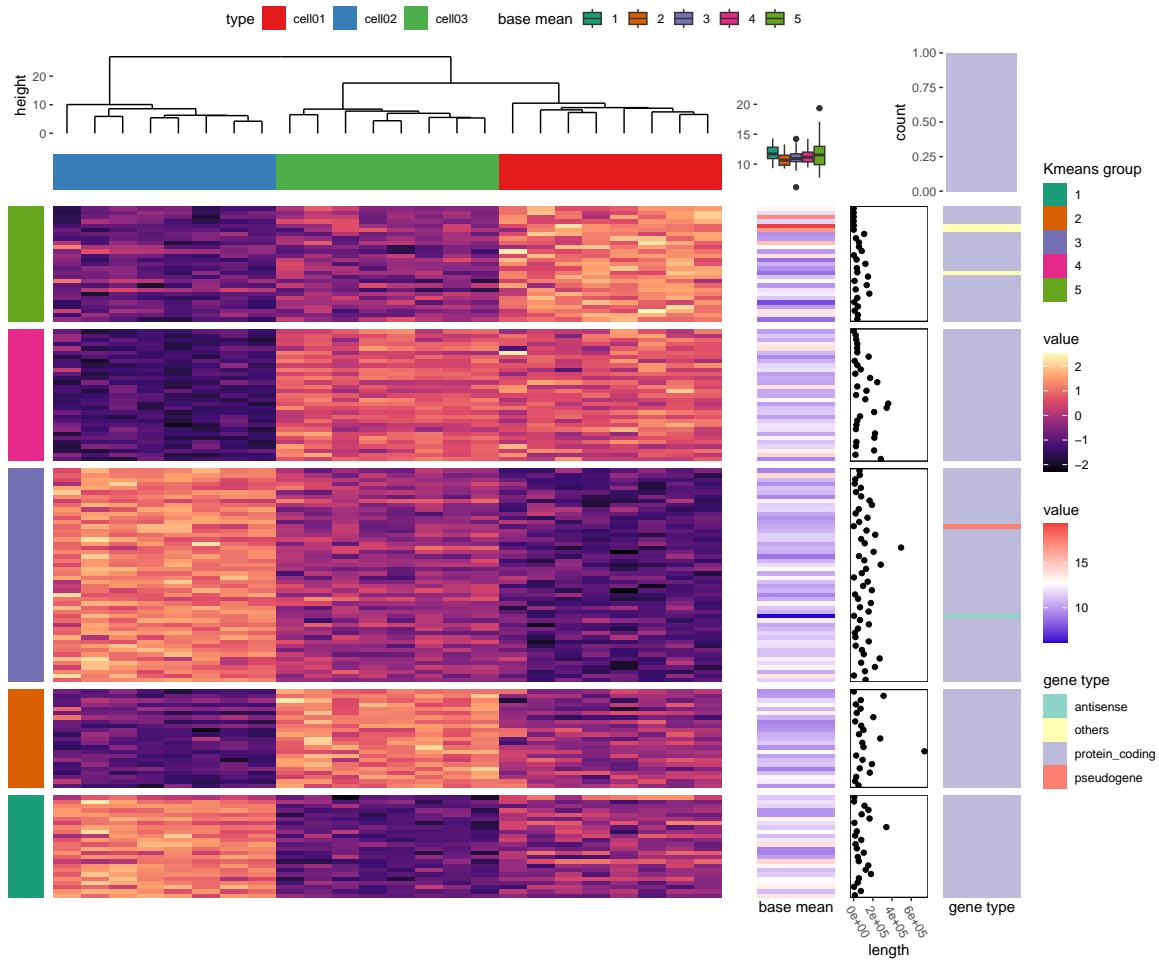 type cell01 cell02 cell03 base mean 1 2 3 4 5
height
20
10
0
20
15
10
count
1.00
0.75
0.50
0.25
0.00
Kmeans group
1
2
3
4
5
value
2
1
0
−1
−2
value
15
10
gene type
antisense
others
protein_coding
pseudogene
base mean
0e+00
2e+05
4e+05
6e+05
length
gene type